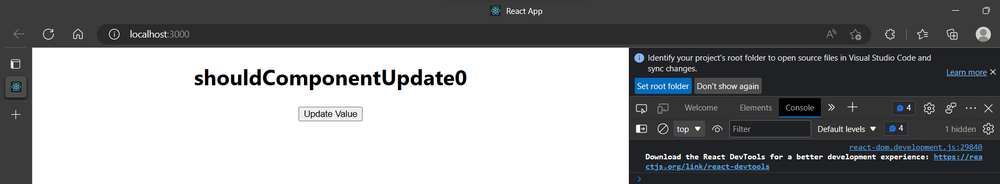 React App
localhost:3000
shouldComponentUpdate0
Update Value
Identify your project's root folder to open source files in Visual Studio Code and
sync changes.
Learn more
Set root folder Don't show again
Welcome Elements Console 4
top Filter Default levels 4 1 hidden
react-dom.development.js:29840
Download the React DevTools for a better development experience: https://rea
ctjs.org/link/react-devtools